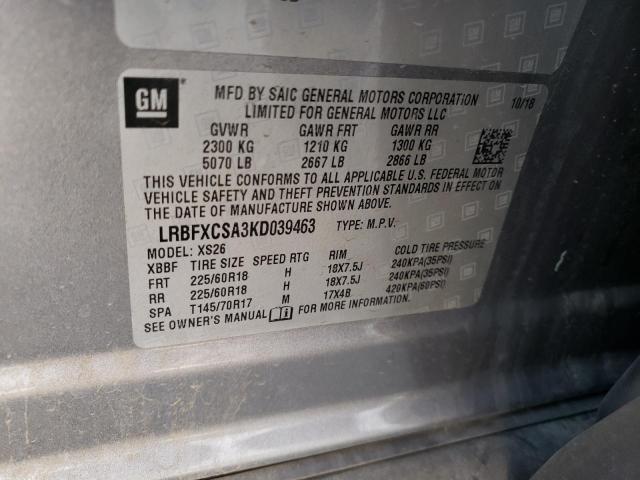 GM
MFD BY SAIC GENERAL MOTORS CORPORATION 10/18
LIMITED FOR GENERAL MOTORS LLC
GVWR GAWR FRT GAWR RR
2300 KG 1210 KG 1300 KG
5070 LB 2667 LB 2866 LB
THIS VEHICLE CONFORMS TO ALL APPLICABLE U.S. FEDERAL MOTOR
VEHICLE SAFETY AND THEFT PREVENTION STANDARDS IN EFFECT ON
THE DATE OF MANUFACTURE SHOWN ABOVE.
LRBFXCSA3KD039463 TYPE: M.P.V.
MODEL: XS26
XBBF TIRE SIZE SPEED RTG RIM COLD TIRE PRESSURE
FRT 225/60R18 H 18X7.5J 240KPA(35PSI)
RR 225/60R18 H 18X7.5J 240KPA(35PSI)
SPA T145/70R17 M 17X4B 420KPA(60PSI)
SEE OWNER'S MANUAL FOR MORE INFORMATION.